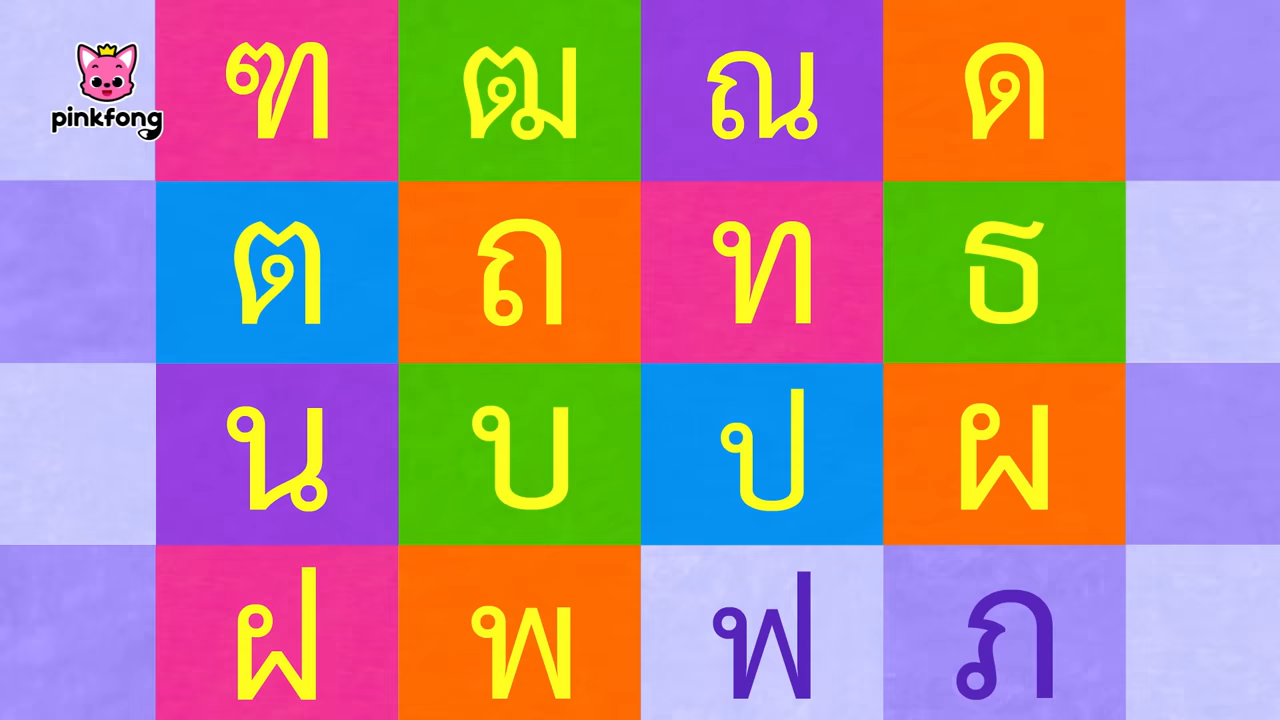 pinkfong
ฑ ฒ ณ ด
ต ถ ท ธ
น บ ป ผ
ฝ พ ฟ ภ